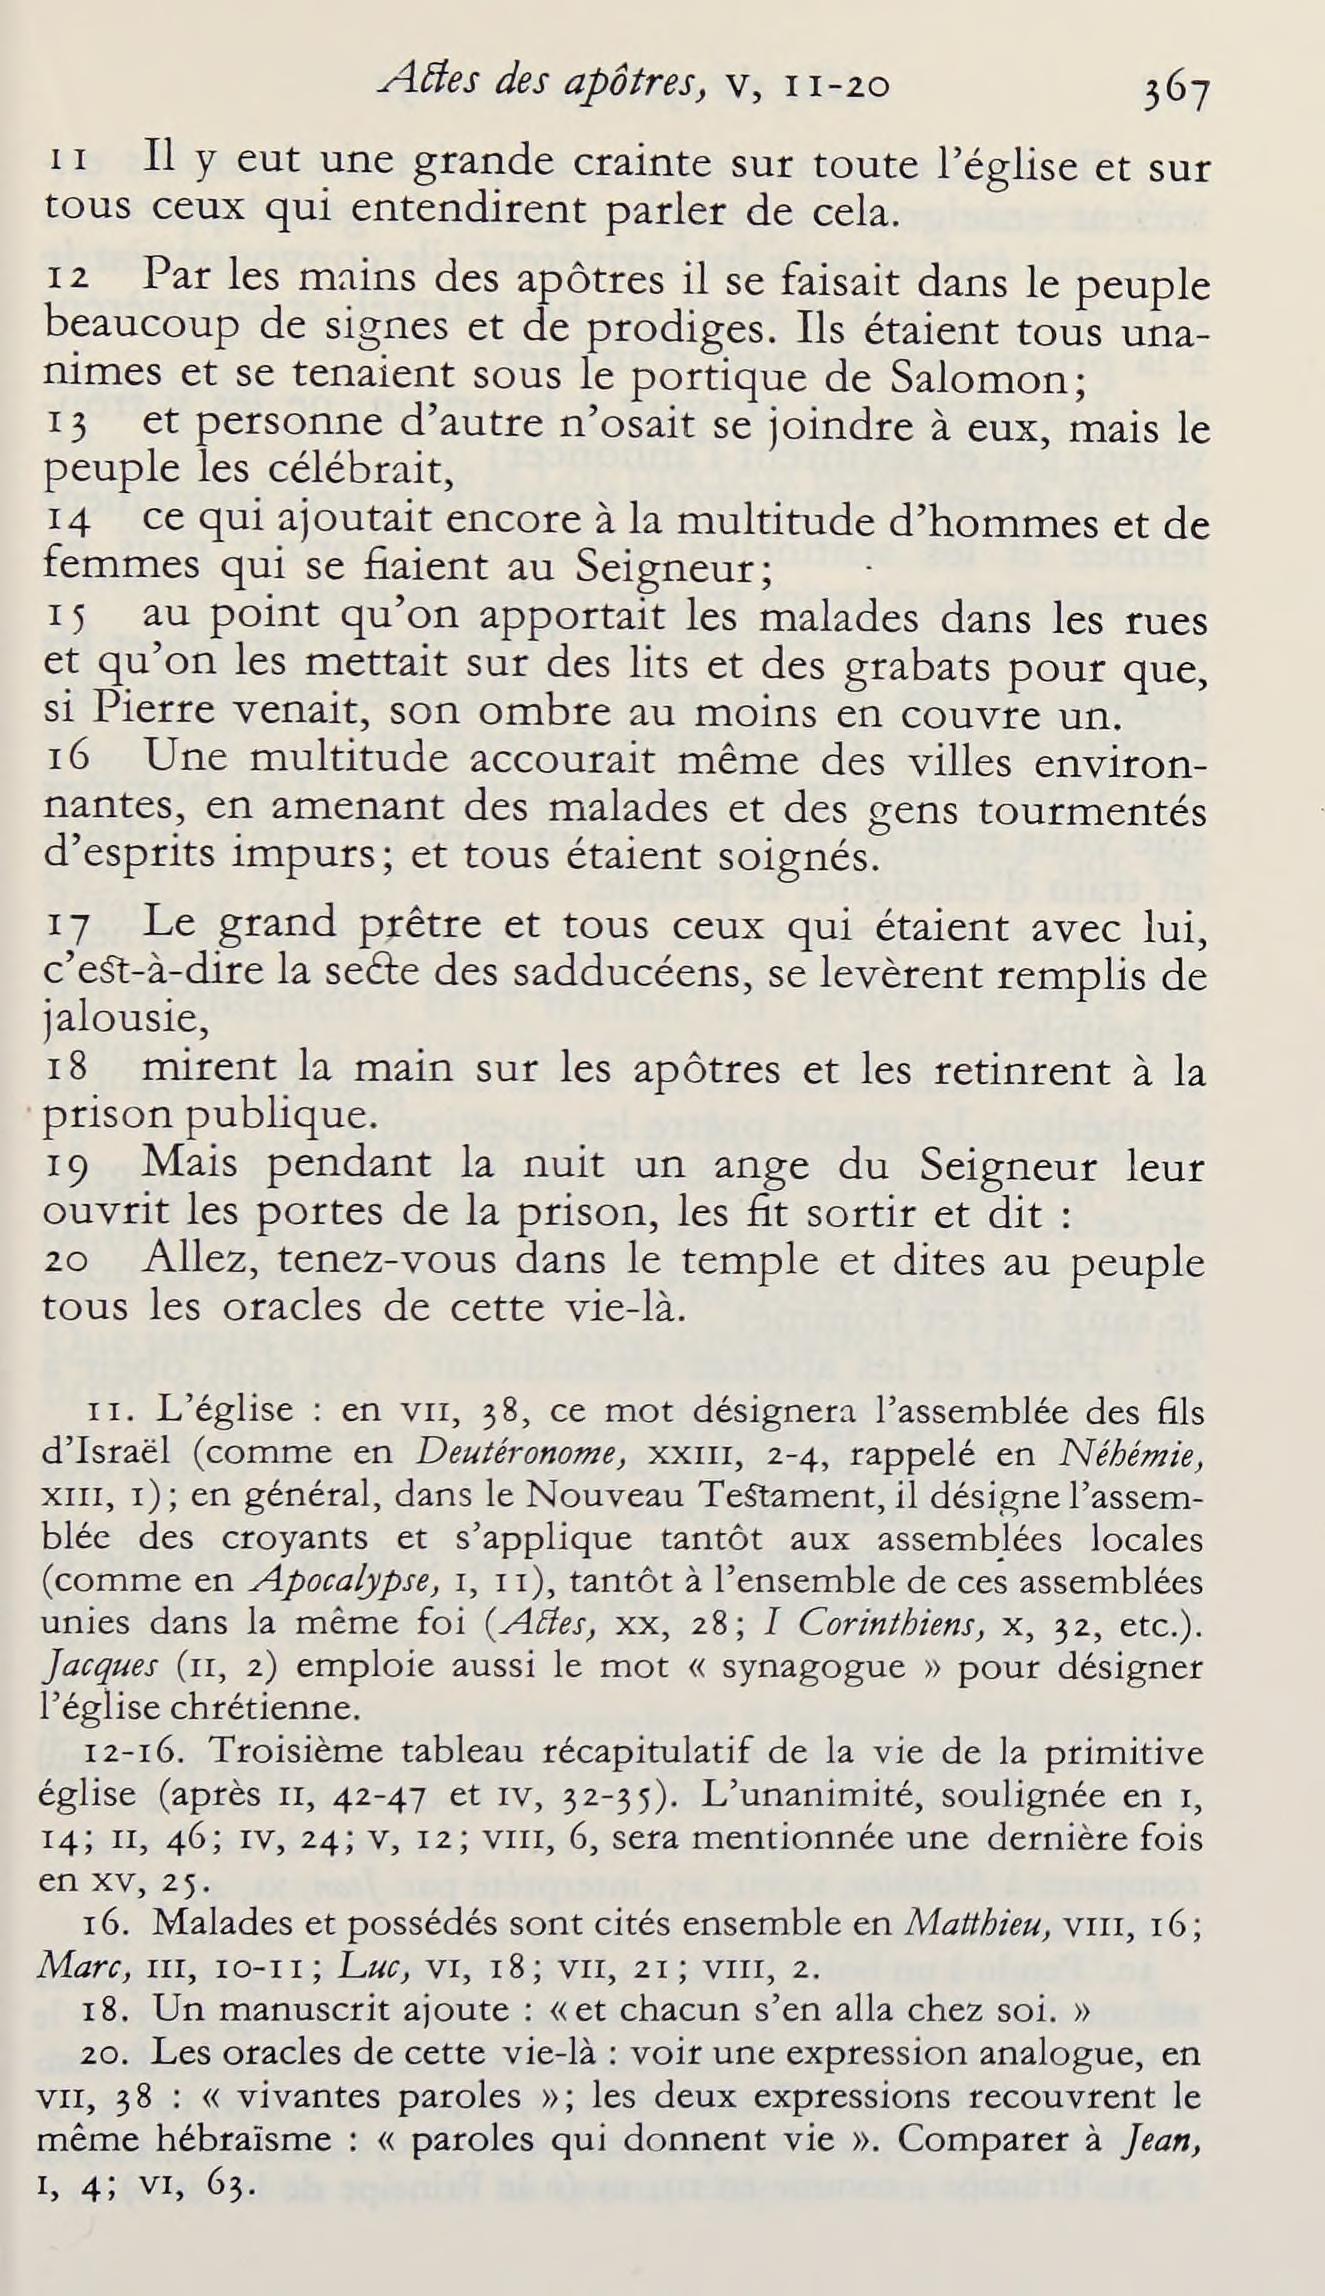 Actes des apôtres, V, 11-20 367
11 Il y eut une grande crainte sur toute l’église et sur
tous ceux qui entendirent parler de cela.
12 Par les mains des apôtres il se faisait dans le peuple
beaucoup de signes et de prodiges. Ils étaient tous una-
nimes et se tenaient sous le portique de Salomon;
13 et personne d’autre n’osait se joindre à eux, mais le
peuple les célébrait,
14 ce qui ajoutait encore à la multitude d’hommes et de
femmes qui se fiaient au Seigneur;
15 au point qu’on apportait les malades dans les rues
et qu’on les mettait sur des lits et des grabats pour que,
si Pierre venait, son ombre au moins en couvre un.
16 Une multitude accourait même des villes environ-
nantes, en amenant des malades et des gens tourmentés
d’esprits impurs; et tous étaient soignés.
17 Le grand prêtre et tous ceux qui étaient avec lui,
c’est-à-dire la secte des sadducéens, se levèrent remplis de
jalousie,
18 mirent la main sur les apôtres et les retinrent à la
prison publique.
19 Mais pendant la nuit un ange du Seigneur leur
ouvrit les portes de la prison, les fit sortir et dit :
20 Allez, tenez-vous dans le temple et dites au peuple
tous les oracles de cette vie-là.
11. L’église : en VII, 38, ce mot désignera l’assemblée des fils
d’Israël (comme en Deutéronome, XXIII, 2-4, rappelé en Néhémie,
XIII, 1); en général, dans le Nouveau Testament, il désigne l’assem-
blée des croyants et s’applique tantôt aux assemblées locales
(comme en Apocalypse, I, 11), tantôt à l’ensemble de ces assemblées
unies dans la même foi (Actes, XX, 28; I Corinthiens, X, 32, etc.).
Jacques (II, 2) emploie aussi le mot « synagogue » pour désigner
l’église chrétienne.
12-16. Troisième tableau récapitulatif de la vie de la primitive
église (après II, 42-47 et IV, 32-35). L’unanimité, soulignée en I,
14; II, 46; IV, 24; V, 12; VIII, 6, sera mentionnée une dernière fois
en XV, 25.
16. Malades et possédés sont cités ensemble en Matthieu, VIII, 16;
Marc, III, 10-11; Luc, VI, 18; VII, 21; VIII, 2.
18. Un manuscrit ajoute : « et chacun s’en alla chez soi. »
20. Les oracles de cette vie-là : voir une expression analogue, en
VII, 38 : « vivantes paroles »; les deux expressions recouvrent le
même hébraïsme : « paroles qui donnent vie ». Comparer à Jean,
I, 4; VI, 63.